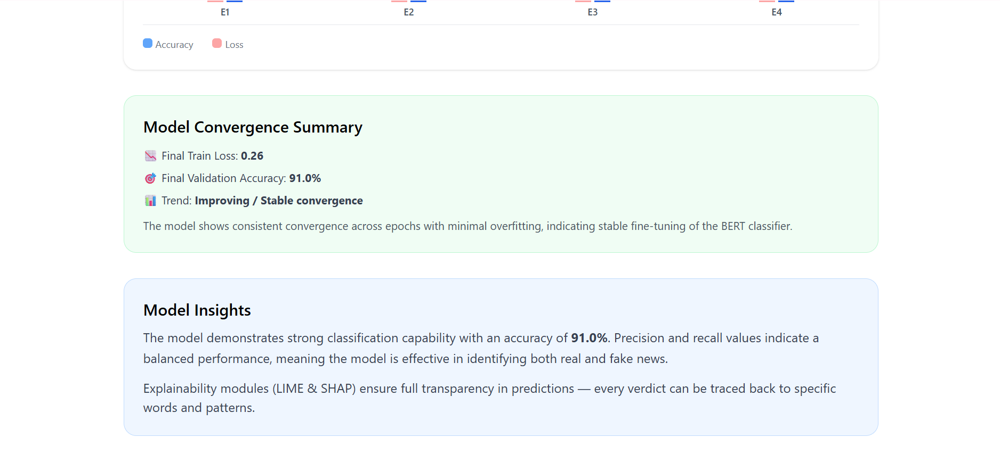 E1 E2 E3 E4
Accuracy Loss
Model Convergence Summary
Final Train Loss: 0.26
Final Validation Accuracy: 91.0%
Trend: Improving / Stable convergence
The model shows consistent convergence across epochs with minimal overfitting, indicating stable fine-tuning of the BERT classifier.
Model Insights
The model demonstrates strong classification capability with an accuracy of 91.0%. Precision and recall values indicate a
balanced performance, meaning the model is effective in identifying both real and fake news.
Explainability modules (LIME & SHAP) ensure full transparency in predictions — every verdict can be traced back to specific
words and patterns.